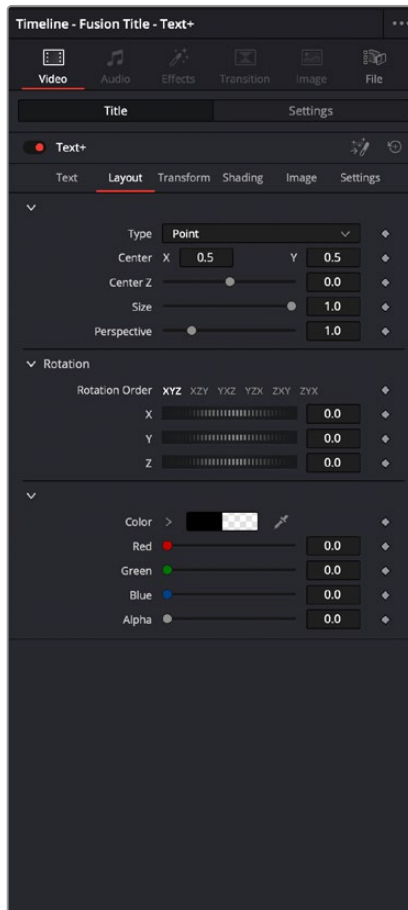 Timeline - Fusion Title - Text+
Video Audio Effects Transition Image File
Title Settings
Text+
Text Layout Transform Shading Image Settings
Type Point
Center X 0.5 Y 0.5
Center Z 0.0
Size 1.0
Perspective 1.0
Rotation
Rotation Order XYZ XZY YXZ YZX ZXY ZYX
X 0.0
Y 0.0
Z 0.0
Color
Red 0.0
Green 0.0
Blue 0.0
Alpha 0.0